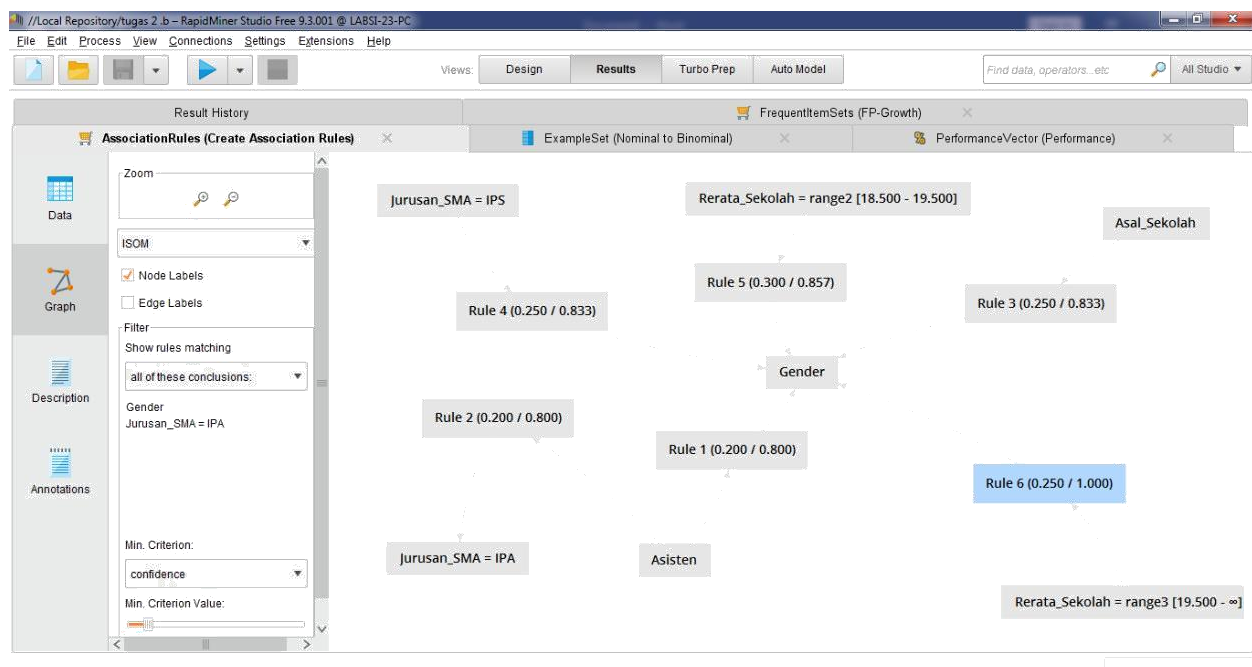 //Local Repository/tugas 2 .b – RapidMiner Studio Free 9.3.001 @ LABSI-23-PC
File Edit Process View Connections Settings Extensions Help
Views: Design Results Turbo Prep Auto Model
Find data, operators...etc
All Studio
Result History
FrequentItemSets (FP-Growth)
AssociationRules (Create Association Rules)
ExampleSet (Nominal to Binominal)
PerformanceVector (Performance)
Data
Graph
Description
Annotations
Zoom
ISOM
Node Labels
Edge Labels
Filter
Show rules matching
all of these conclusions:
Gender
Jurusan_SMA = IPA
Min. Criterion:
confidence
Min. Criterion Value:
Jurusan_SMA = IPS
Rerata_Sekolah = range2 [18.500 - 19.500]
Asal_Sekolah
Rule 5 (0.300 / 0.857)
Rule 4 (0.250 / 0.833)
Rule 3 (0.250 / 0.833)
Gender
Rule 2 (0.200 / 0.800)
Rule 1 (0.200 / 0.800)
Rule 6 (0.250 / 1.000)
Jurusan_SMA = IPA
Asisten
Rerata_Sekolah = range3 [19.500 - ∞]